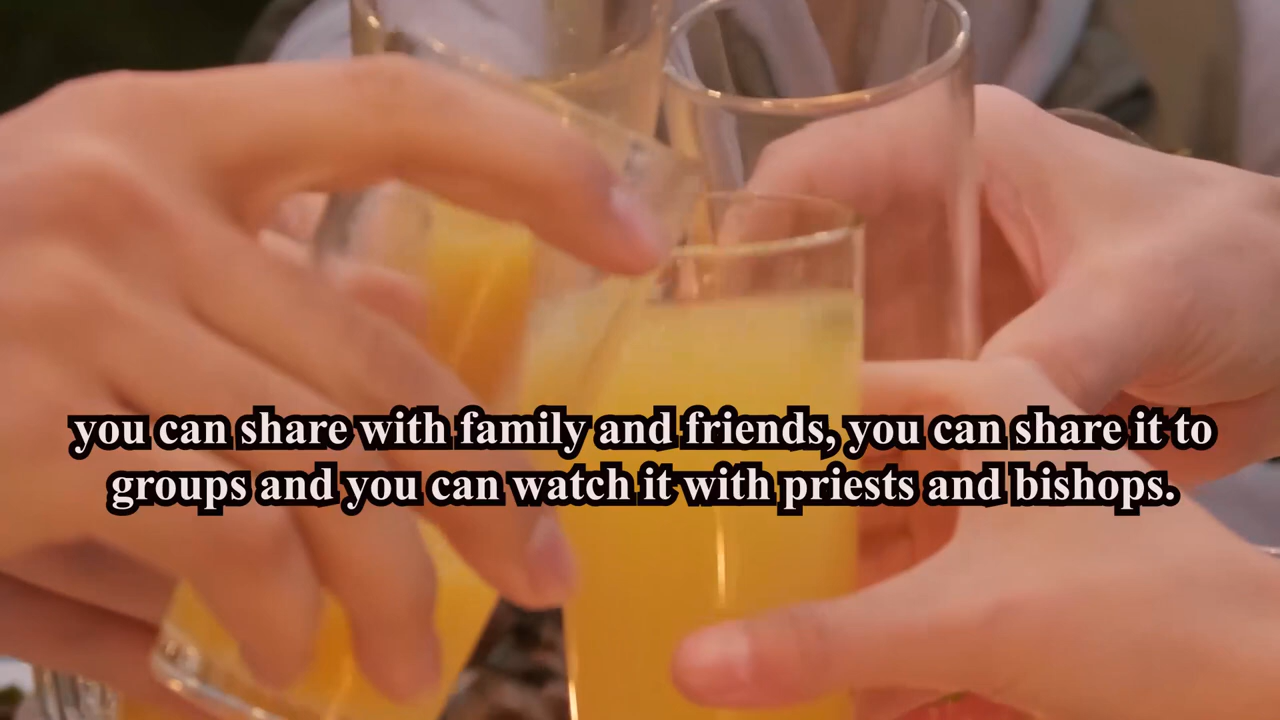 you can share with family and friends, you can share it to
groups and you can watch it with priests and bishops.